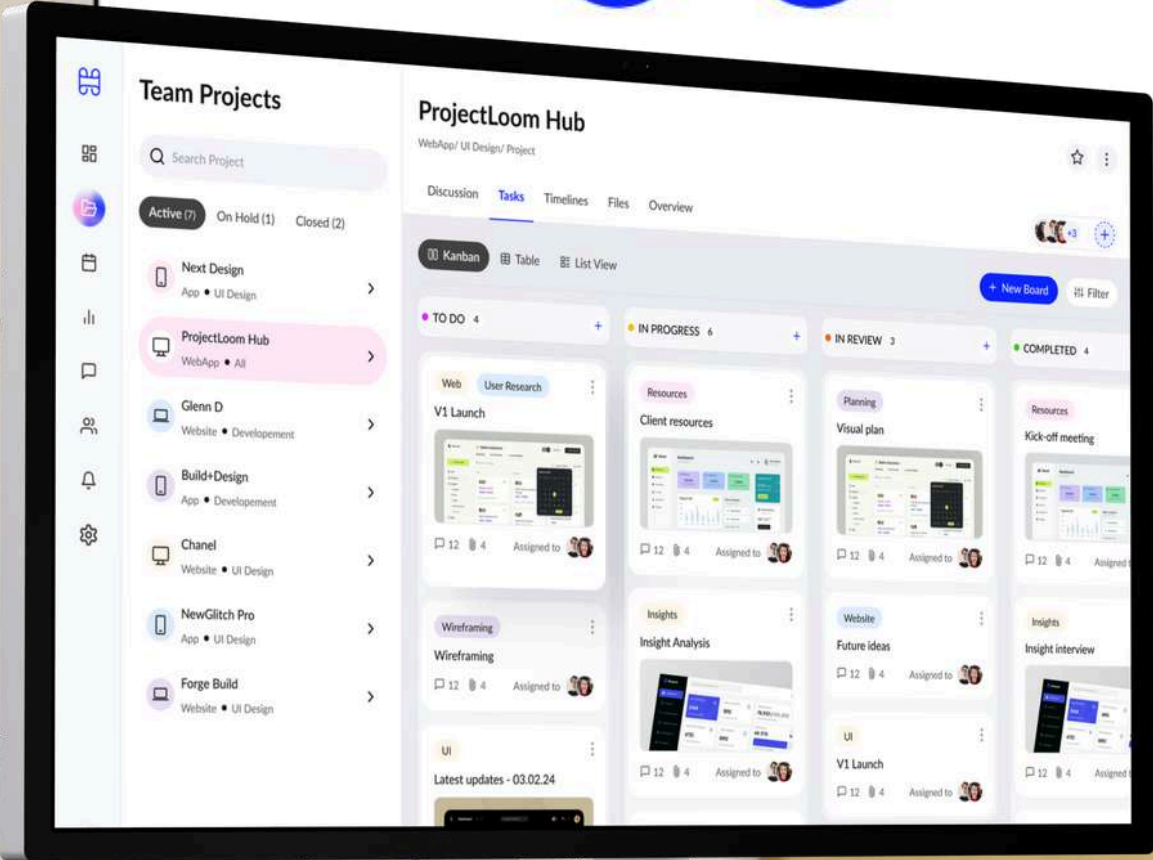 Team Projects
Search Project
Active (7) On Hold (1) Closed (2)
Next Design
App • UI Design
ProjectLoom Hub
WebApp • All
Glenn D
Website • Developement
Build+Design
App • Developement
Chanel
Website • UI Design
NewGlitch Pro
App • UI Design
Forge Build
Website • UI Design
ProjectLoom Hub
WebApp/ UI Design/ Project
Discussion Tasks Timelines Files Overview
+3 +
Kanban Table List View
+ New Board Filter
TO DO 4 +
Web User Research
V1 Launch
12 4 Assigned to
Wireframing
Wireframing
12 4 Assigned to
UI
Latest updates - 03.02.24
IN PROGRESS 6 +
Resources
Client resources
12 4 Assigned to
Insights
Insight Analysis
12 4 Assigned to
IN REVIEW 3 +
Planning
Visual plan
12 4 Assigned to
Website
Future ideas
12 4 Assigned to
UI
V1 Launch
12 4 Assigned to
COMPLETED 4
Resources
Kick-off meeting
12 4 Assigned
Insights
Insight interview
12 4 Assigned